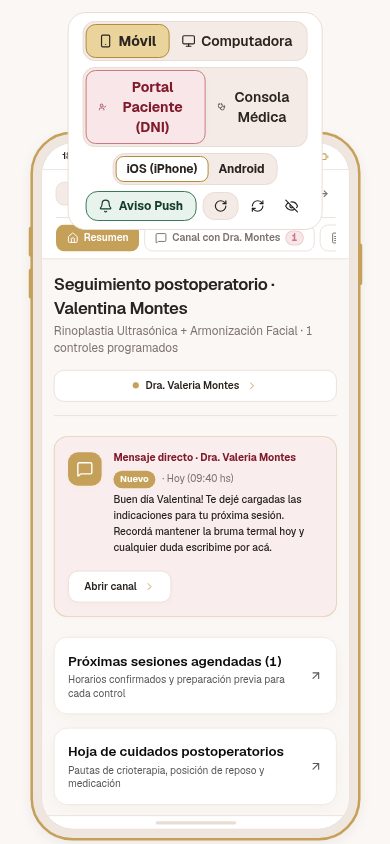 Móvil
Computadora
Portal
Paciente
(DNI)
Consola
Médica
iOS (iPhone)
Android
Aviso Push
Resumen
Canal con Dra. Montes 1
Seguimiento postoperatorio ·
Valentina Montes
Rinoplastia Ultrasónica + Armonización Facial · 1
controles programados
Dra. Valeria Montes
Mensaje directo · Dra. Valeria Montes
Nuevo · Hoy (09:40 hs)
Buen día Valentina! Te dejé cargadas las
indicaciones para tu próxima sesión.
Recordá mantener la bruma termal hoy y
cualquier duda escribime por acá.
Abrir canal
Próximas sesiones agendadas (1)
Horarios confirmados y preparación previa para
cada control
Hoja de cuidados postoperatorios
Pautas de crioterapia, posición de reposo y
medicación